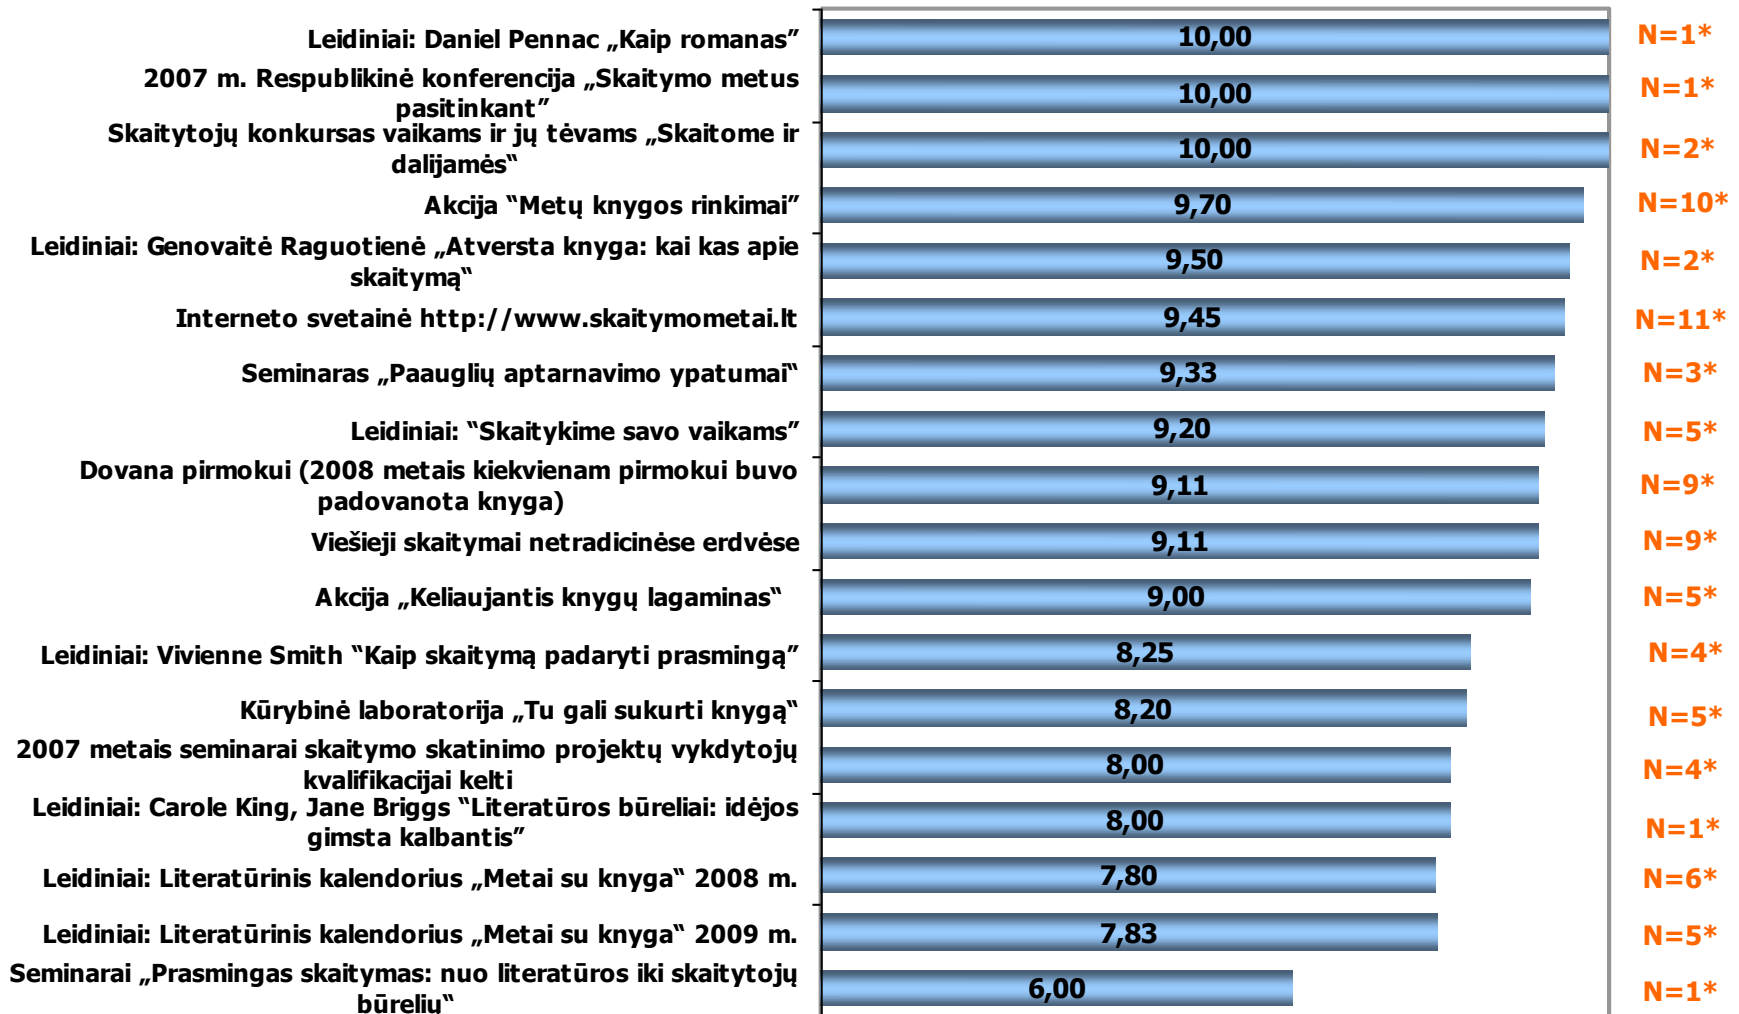 Leidiniai: Daniel Pennac „Kaip romanas” 10,00 N=1*
2007 m. Respublikinė konferencija „Skaitymo metus
pasitinkant” 10,00 N=1*
Skaitytojų konkursas vaikams ir jų tėvams „Skaitome ir
dalijamės“ 10,00 N=2*
Akcija “Metų knygos rinkimai” 9,70 N=10*
Leidiniai: Genovaitė Raguotienė „Atversta knyga: kai kas apie
skaitymą“ 9,50 N=2*
Interneto svetainė http://www.skaitymometai.lt 9,45 N=11*
Seminaras „Paauglių aptarnavimo ypatumai“ 9,33 N=3*
Leidiniai: “Skaitykime savo vaikams” 9,20 N=5*
Dovana pirmokui (2008 metais kiekvienam pirmokui buvo
padovanota knyga) 9,11 N=9*
Viešieji skaitymai netradicinėse erdvėse 9,11 N=9*
Akcija „Keliaujantis knygų lagaminas“ 9,00 N=5*
Leidiniai: Vivienne Smith “Kaip skaitymą padaryti prasmingą” 8,25 N=4*
Kūrybinė laboratorija „Tu gali sukurti knygą“ 8,20 N=5*
2007 metais seminarai skaitymo skatinimo projektų vykdytojų
kvalifikacijai kelti 8,00 N=4*
Leidiniai: Carole King, Jane Briggs “Literatūros būreliai: idėjos
gimsta kalbantis” 8,00 N=1*
Leidiniai: Literatūrinis kalendorius „Metai su knyga“ 2008 m. 7,80 N=6*
Leidiniai: Literatūrinis kalendorius „Metai su knyga“ 2009 m. 7,83 N=5*
Seminarai „Prasmingas skaitymas: nuo literatūros iki skaitytojų
būrelių“ 6,00 N=1*